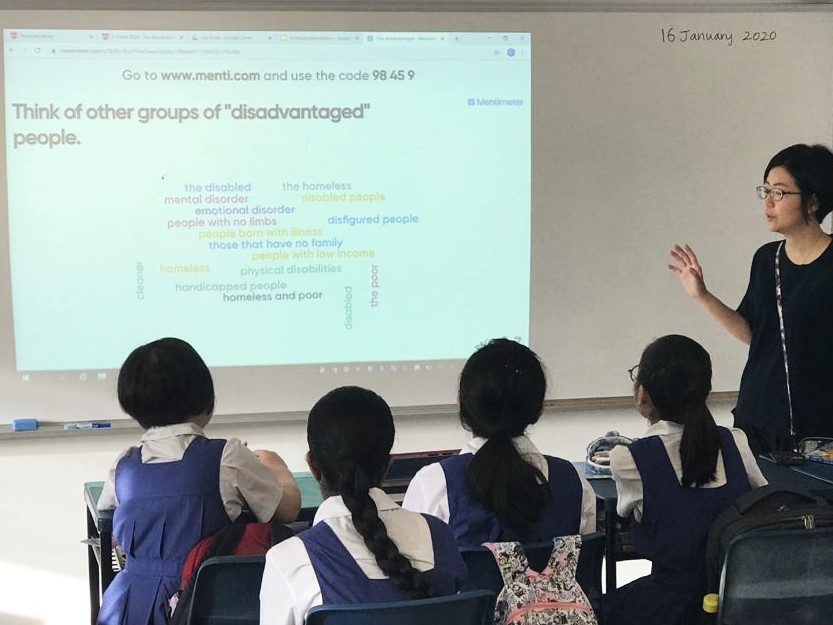 16 January 2020
Go to www.menti.com and use the code 98 45 9
Think of other groups of "disadvantaged"
people.
Mentimeter
the disabled
the homeless
mental disorder
disabled people
emotional disorder
people with no limbs
disfigured people
people born with illness
those that have no family
people with low income
cleaner
homeless
physical disabilities
the poor
handicapped people
homeless and poor
disabled